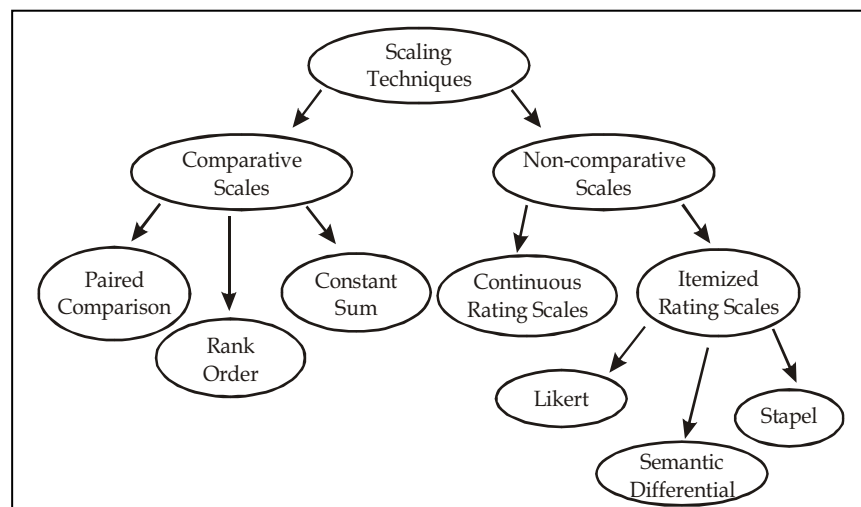 Scaling
Techniques
Comparative
Scales
Non-comparative
Scales
Paired
Comparison
Rank
Order
Constant
Sum
Continuous
Rating Scales
Itemized
Rating Scales
Likert
Semantic
Differential
Stapel